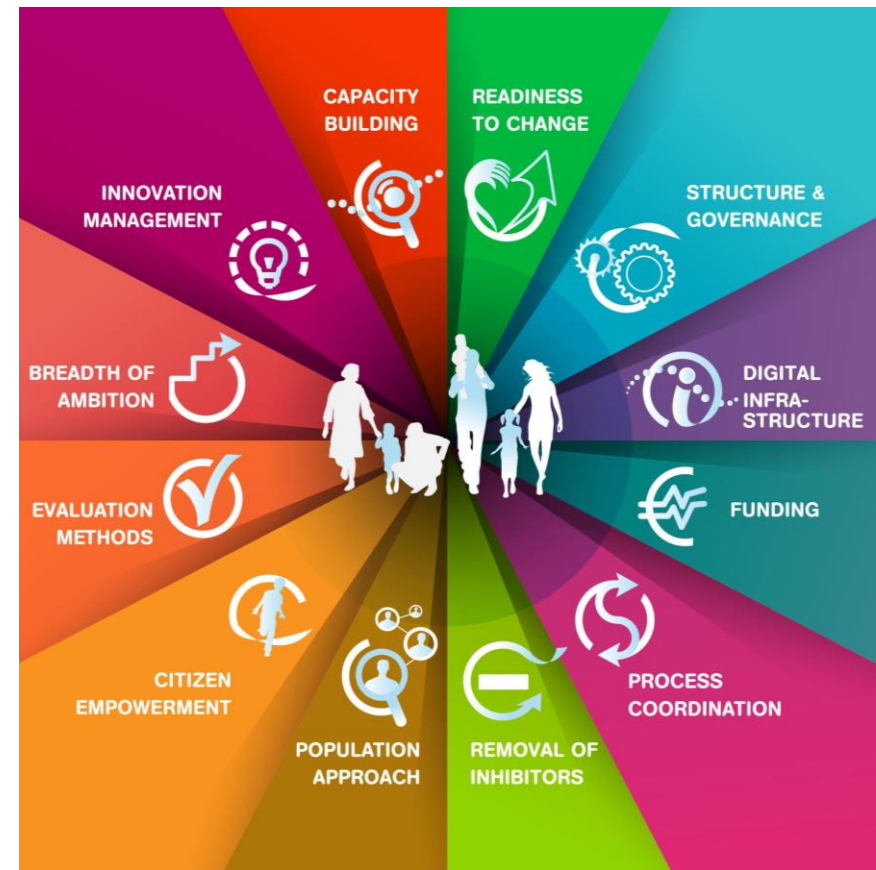 CAPACITY
BUILDING
READINESS
TO CHANGE
STRUCTURE &
GOVERNANCE
DIGITAL
INFRA-
STRUCTURE
FUNDING
PROCESS
COORDINATION
REMOVAL OF
INHIBITORS
POPULATION
APPROACH
CITIZEN
EMPOWERMENT
EVALUATION
METHODS
BREADTH OF
AMBITION
INNOVATION
MANAGEMENT